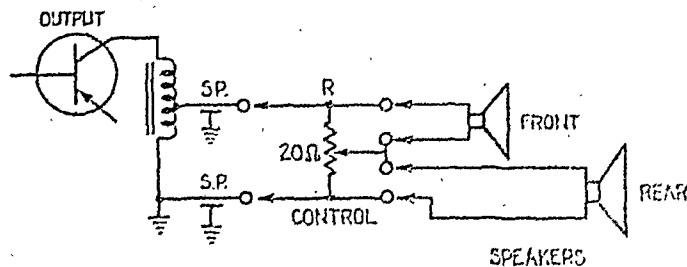 OUTPUT
S.P.
R
FRONT
20Ω
S.P.
CONTROL
REAR
SPEAKERS